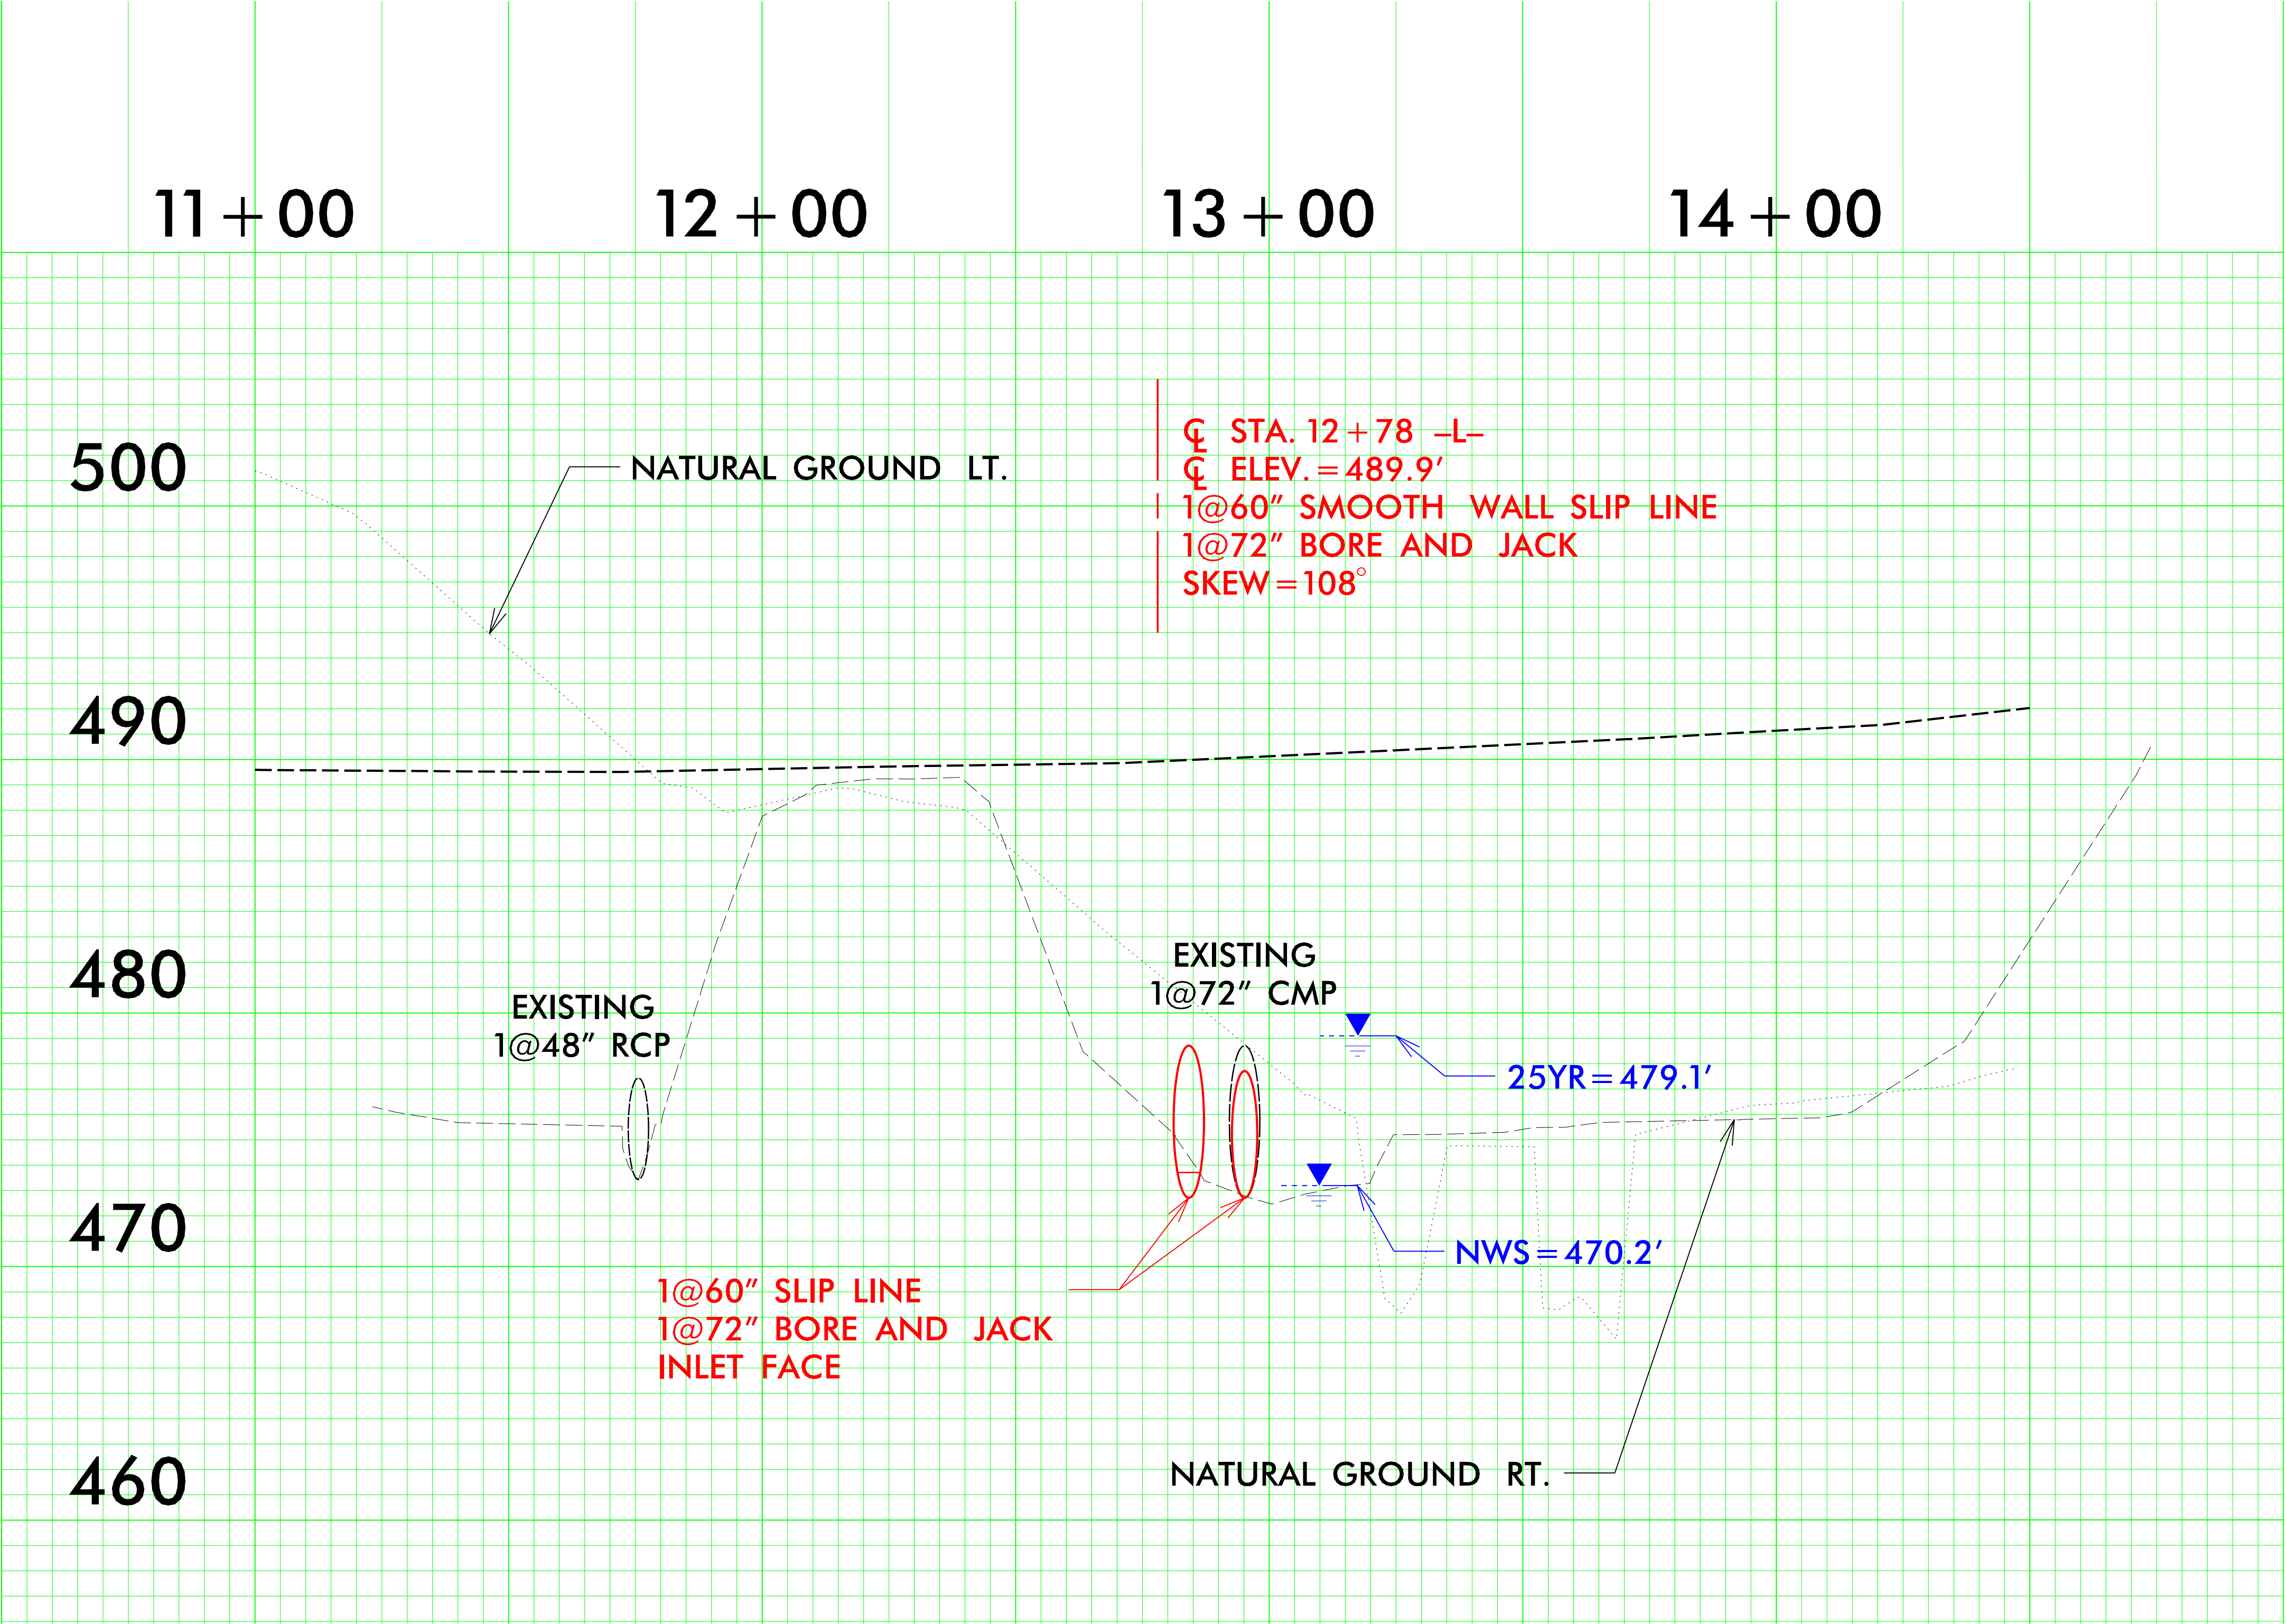 11+00 12+00 13+00 14+00
500
490
480
470
460
NATURAL GROUND LT.
℄ STA. 12+78 –L–
℄ ELEV.=489.9′
1@60″ SMOOTH WALL SLIP LINE
1@72″ BORE AND JACK
SKEW=108°
EXISTING
1@48″ RCP
EXISTING
1@72″ CMP
25YR=479.1′
NWS=470.2′
1@60″ SLIP LINE
1@72″ BORE AND JACK
INLET FACE
NATURAL GROUND RT.